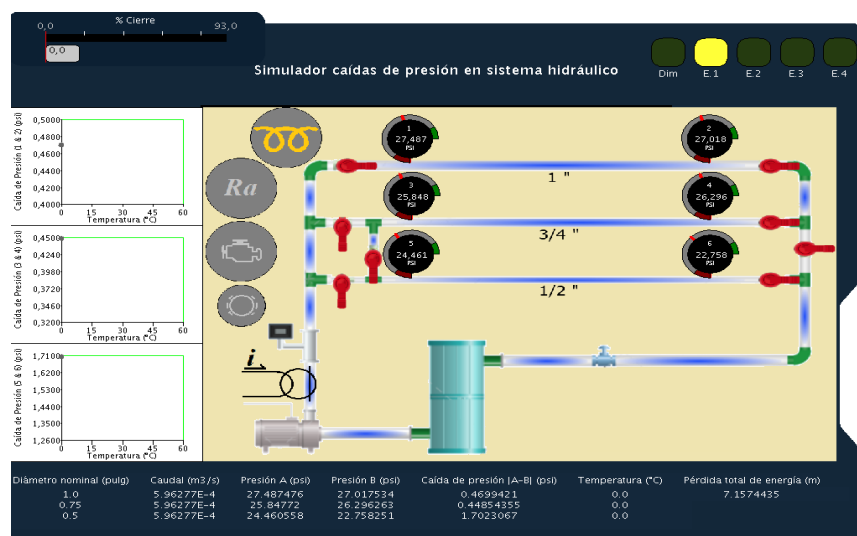 % Cierre
0,0 93,0
0,0
Simulador caídas de presión en sistema hidráulico
Dim E.1 E.2 E.3 E.4
Caída de Presión (1 & 2) (psi)
0,5000
0,4800
0,4600
0,4400
0,4200
0,4000
0 15 30 45 60
Temperatura (°C)
Caída de Presión (3 & 4) (psi)
0,4500
0,4240
0,3980
0,3720
0,3460
0,3200
0 15 30 45 60
Temperatura (°C)
Caída de Presión (5 & 6) (psi)
1,7100
1,6200
1,5300
1,4400
1,3500
1,2600
0 15 30 45 60
Temperatura (°C)
Ra
i
1
27,487
PSI
2
27,018
PSI
1 "
3
25,848
PSI
4
26,296
PSI
3/4 "
5
24,461
PSI
6
22,758
PSI
1/2 "
Diâmetro nominal (pulg) Caudal (m3/s) Presión A (psi) Presión B (psi) Caída de presión |A-B| (psi) Temperatura (°C) Pérdida total de energía (m)
1.0 5.96277E-4 27.487476 27.017534 0.4699421 0.0 7.1574435
0.75 5.96277E-4 25.84772 26.296263 0.44854355 0.0
0.5 5.96277E-4 24.460558 22.758251 1.7023067 0.0